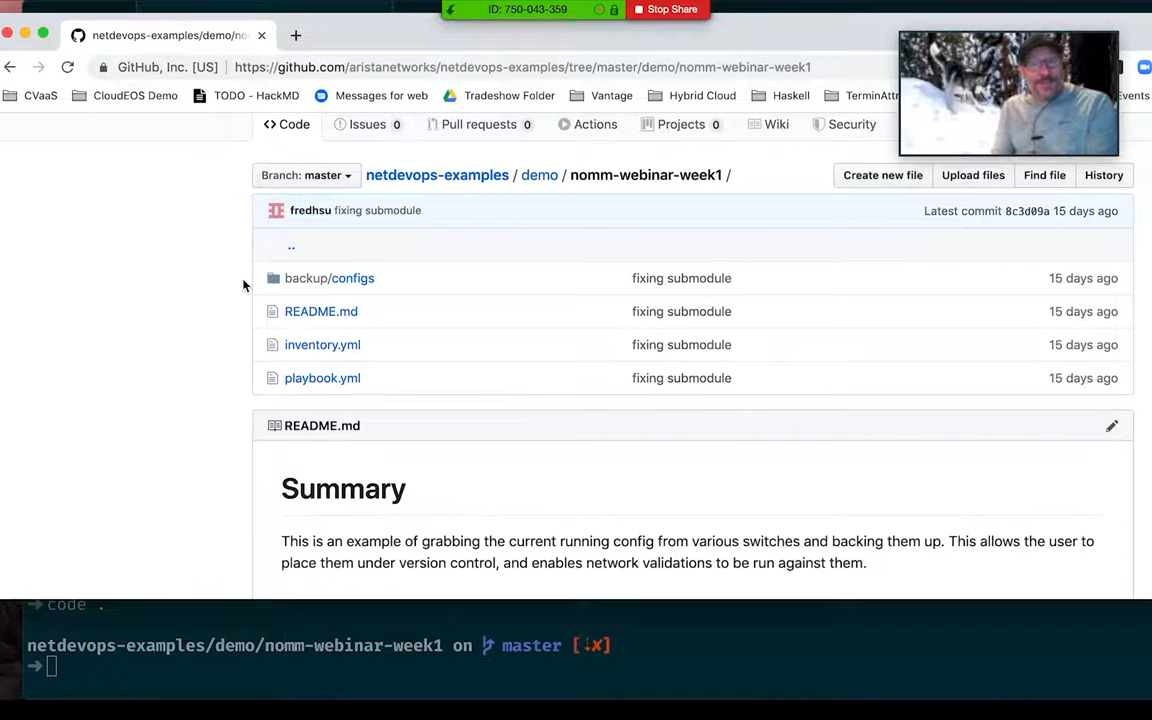 ID: 750-043-359 Stop Share
netdevops-examples/demo/no
GitHub, Inc. [US] https://github.com/aristanetworks/netdevops-examples/tree/master/demo/nomm-webinar-week1
CVaaS CloudEOS Demo TODO - HackMD Messages for web Tradeshow Folder Vantage Hybrid Cloud Haskell TerminAttr Events
<> Code Issues 0 Pull requests 0 Actions Projects 0 Wiki Security
Branch: master netdevops-examples / demo / nomm-webinar-week1 / Create new file Upload files Find file History
fredhsu fixing submodule Latest commit 8c3d09a 15 days ago
..
backup/configs fixing submodule 15 days ago
README.md fixing submodule 15 days ago
inventory.yml fixing submodule 15 days ago
playbook.yml fixing submodule 15 days ago
README.md
Summary
This is an example of grabbing the current running config from various switches and backing them up. This allows the user to
place them under version control, and enables network validations to be run against them.
→ code .
netdevops-examples/demo/nomm-webinar-week1 on master [⇣✘]
→